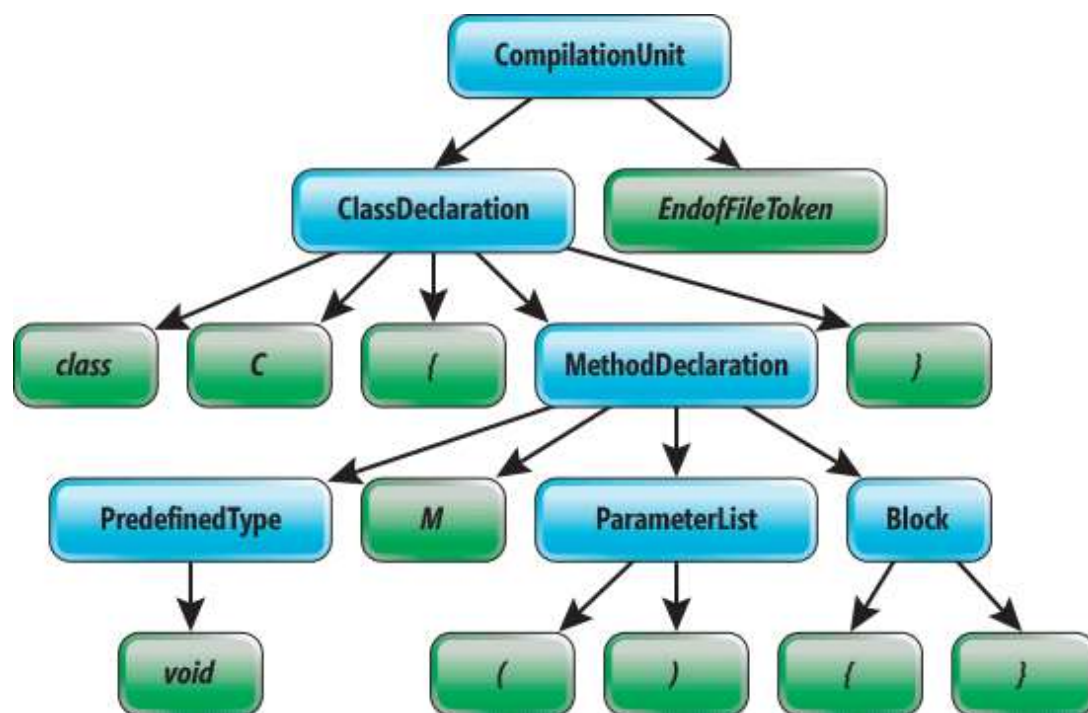 CompilationUnit
ClassDeclaration EndofFileToken
class C { MethodDeclaration }
PredefinedType M ParameterList Block
void ( ) { }